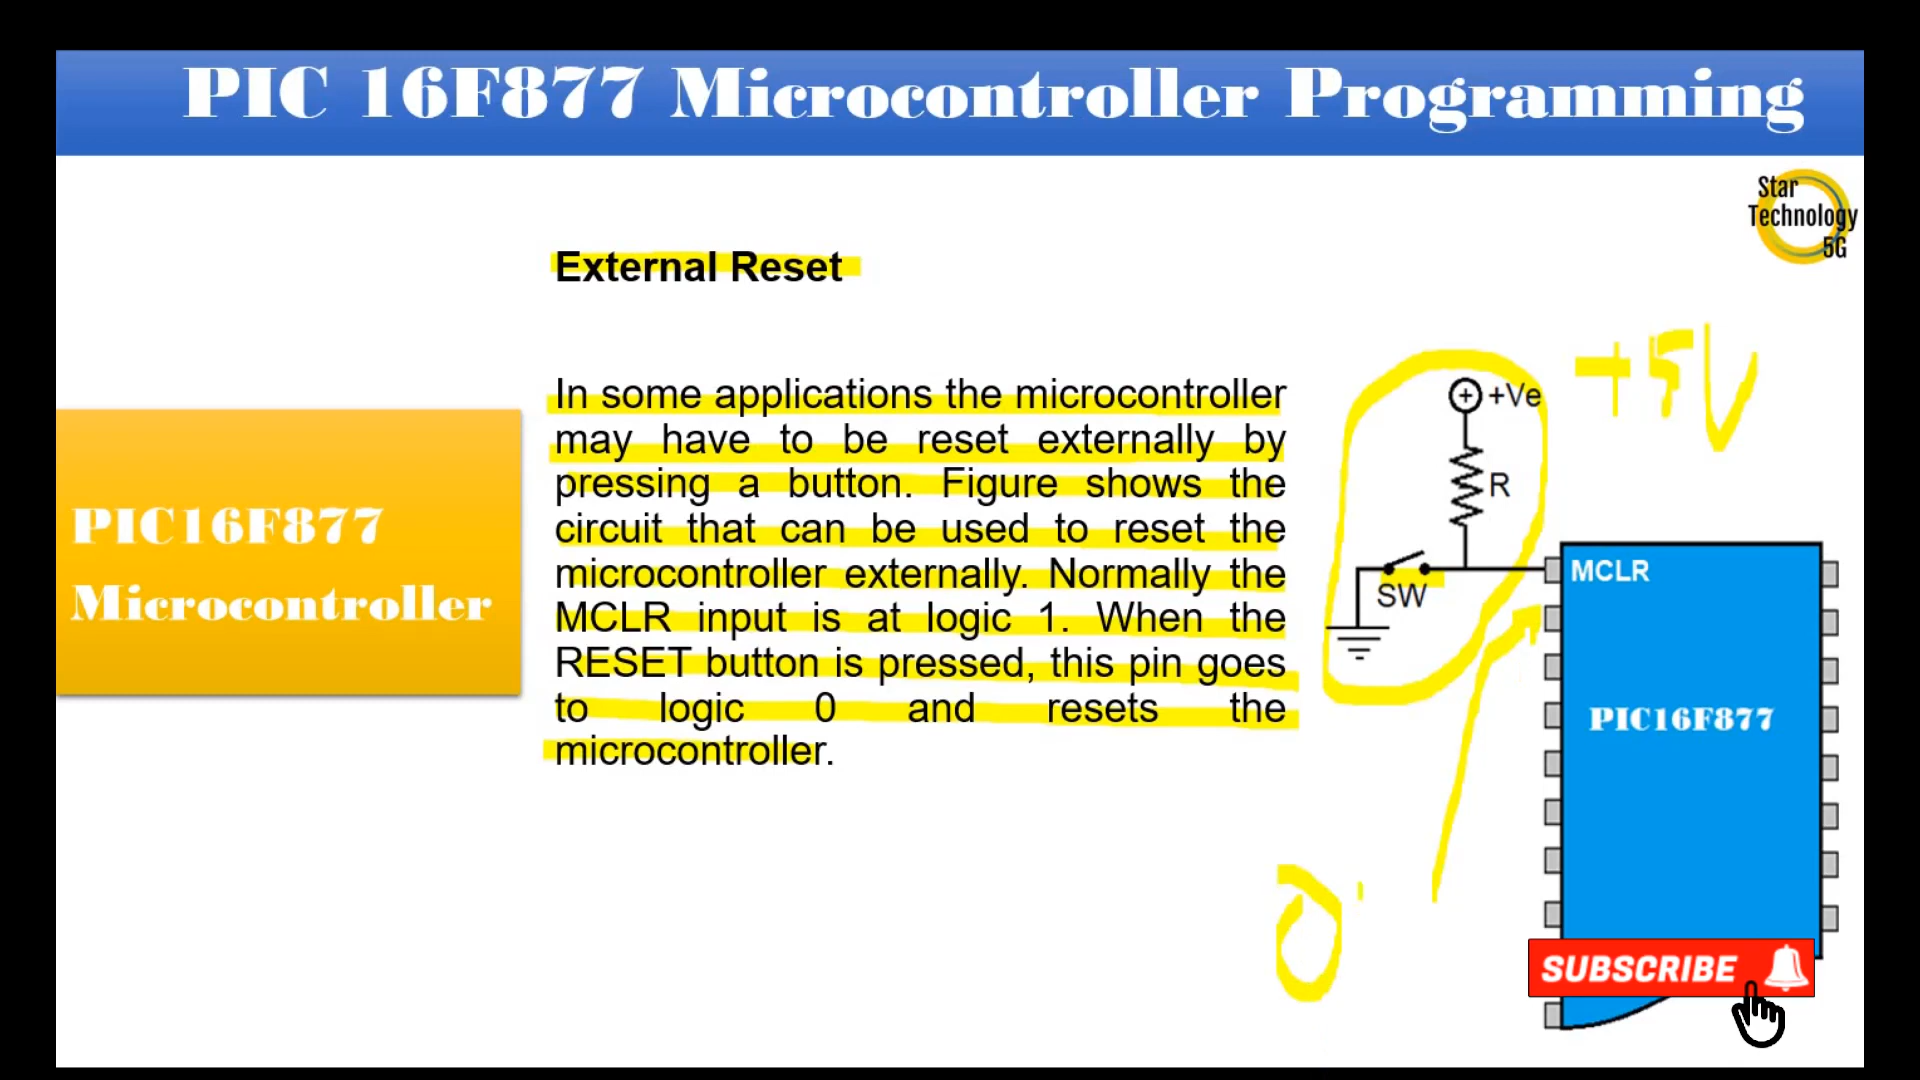 PIC 16F877 Microcontroller Programming
Star
Technology
5G
External Reset
In some applications the microcontroller
may have to be reset externally by
pressing a button. Figure shows the
circuit that can be used to reset the
microcontroller externally. Normally the
MCLR input is at logic 1. When the
RESET button is pressed, this pin goes
to logic 0 and resets the
microcontroller.
PIC16F877
Microcontroller
+5V
+Ve
R
SW
MCLR
PIC16F877
0
SUBSCRIBE